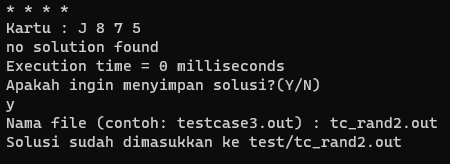 * * * *
Kartu : J 8 7 5
no solution found
Execution time = 0 milliseconds
Apakah ingin menyimpan solusi?(Y/N)
y
Nama file (contoh: testcase3.out) : tc_rand2.out
Solusi sudah dimasukkan ke test/tc_rand2.out